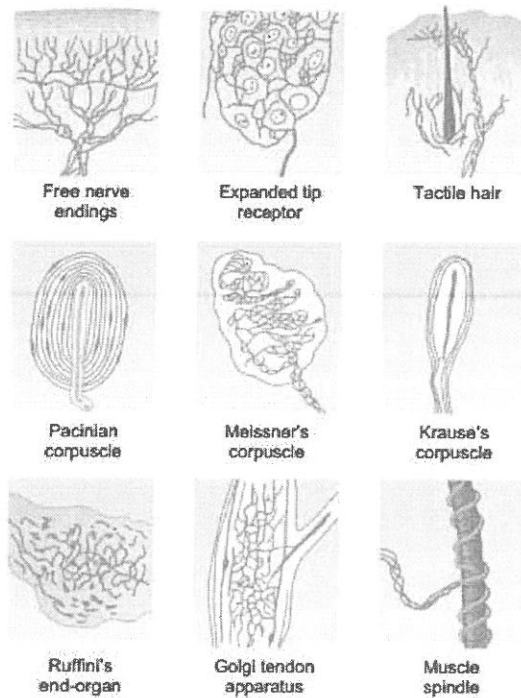 Free nerve
endings
Expanded tip
receptor
Tactile hair
Pacinian
corpuscle
Meissner's
corpuscle
Krause's
corpuscle
Ruffini's
end-organ
Golgi tendon
apparatus
Muscle
spindle